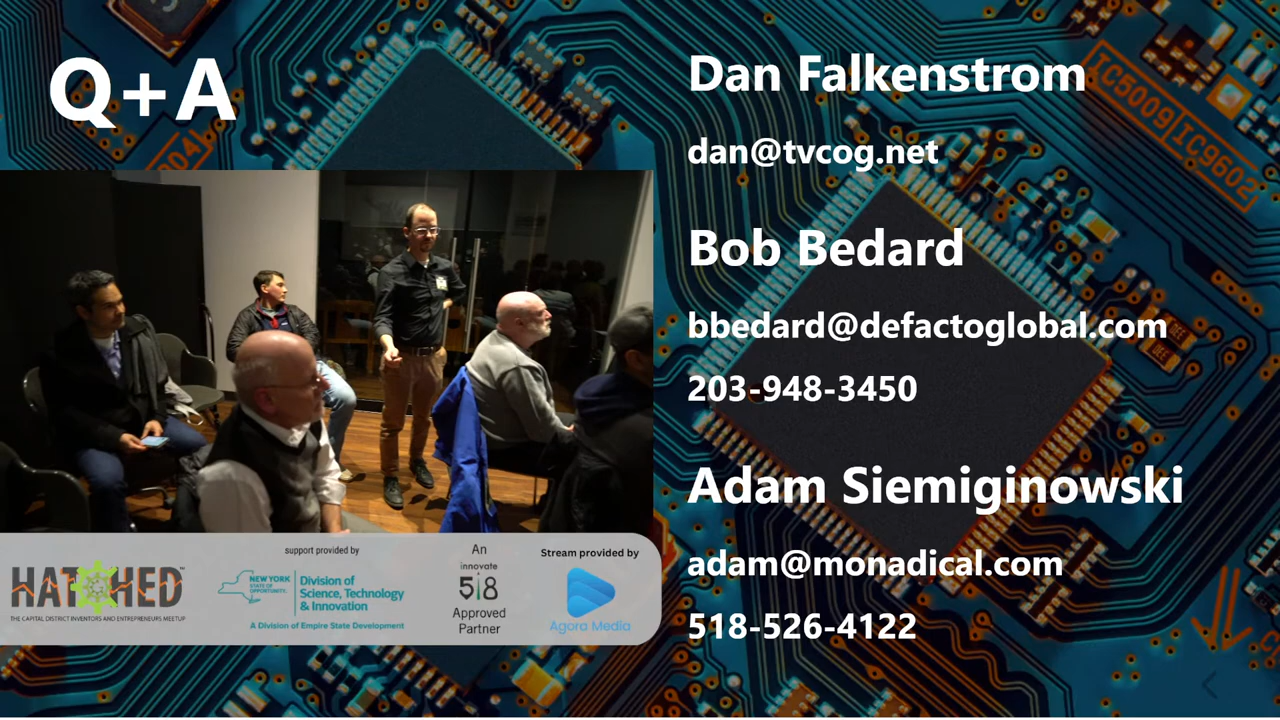 Q+A
Dan Falkenstrom
dan@tvcog.net
Bob Bedard
bbedard@defactoglobal.com
203-948-3450
Adam Siemiginowski
adam@monadical.com
518-526-4122
IC5009
IC9602
HATCHED
THE CAPITAL DISTRICT INVENTORS AND ENTREPRENEURS MEETUP
support provided by
NEW YORK
STATE OF
OPPORTUNITY.
Division of
Science, Technology
& Innovation
A Division of Empire State Development
An
innovate
518
Approved
Partner
Stream provided by
Agora Media